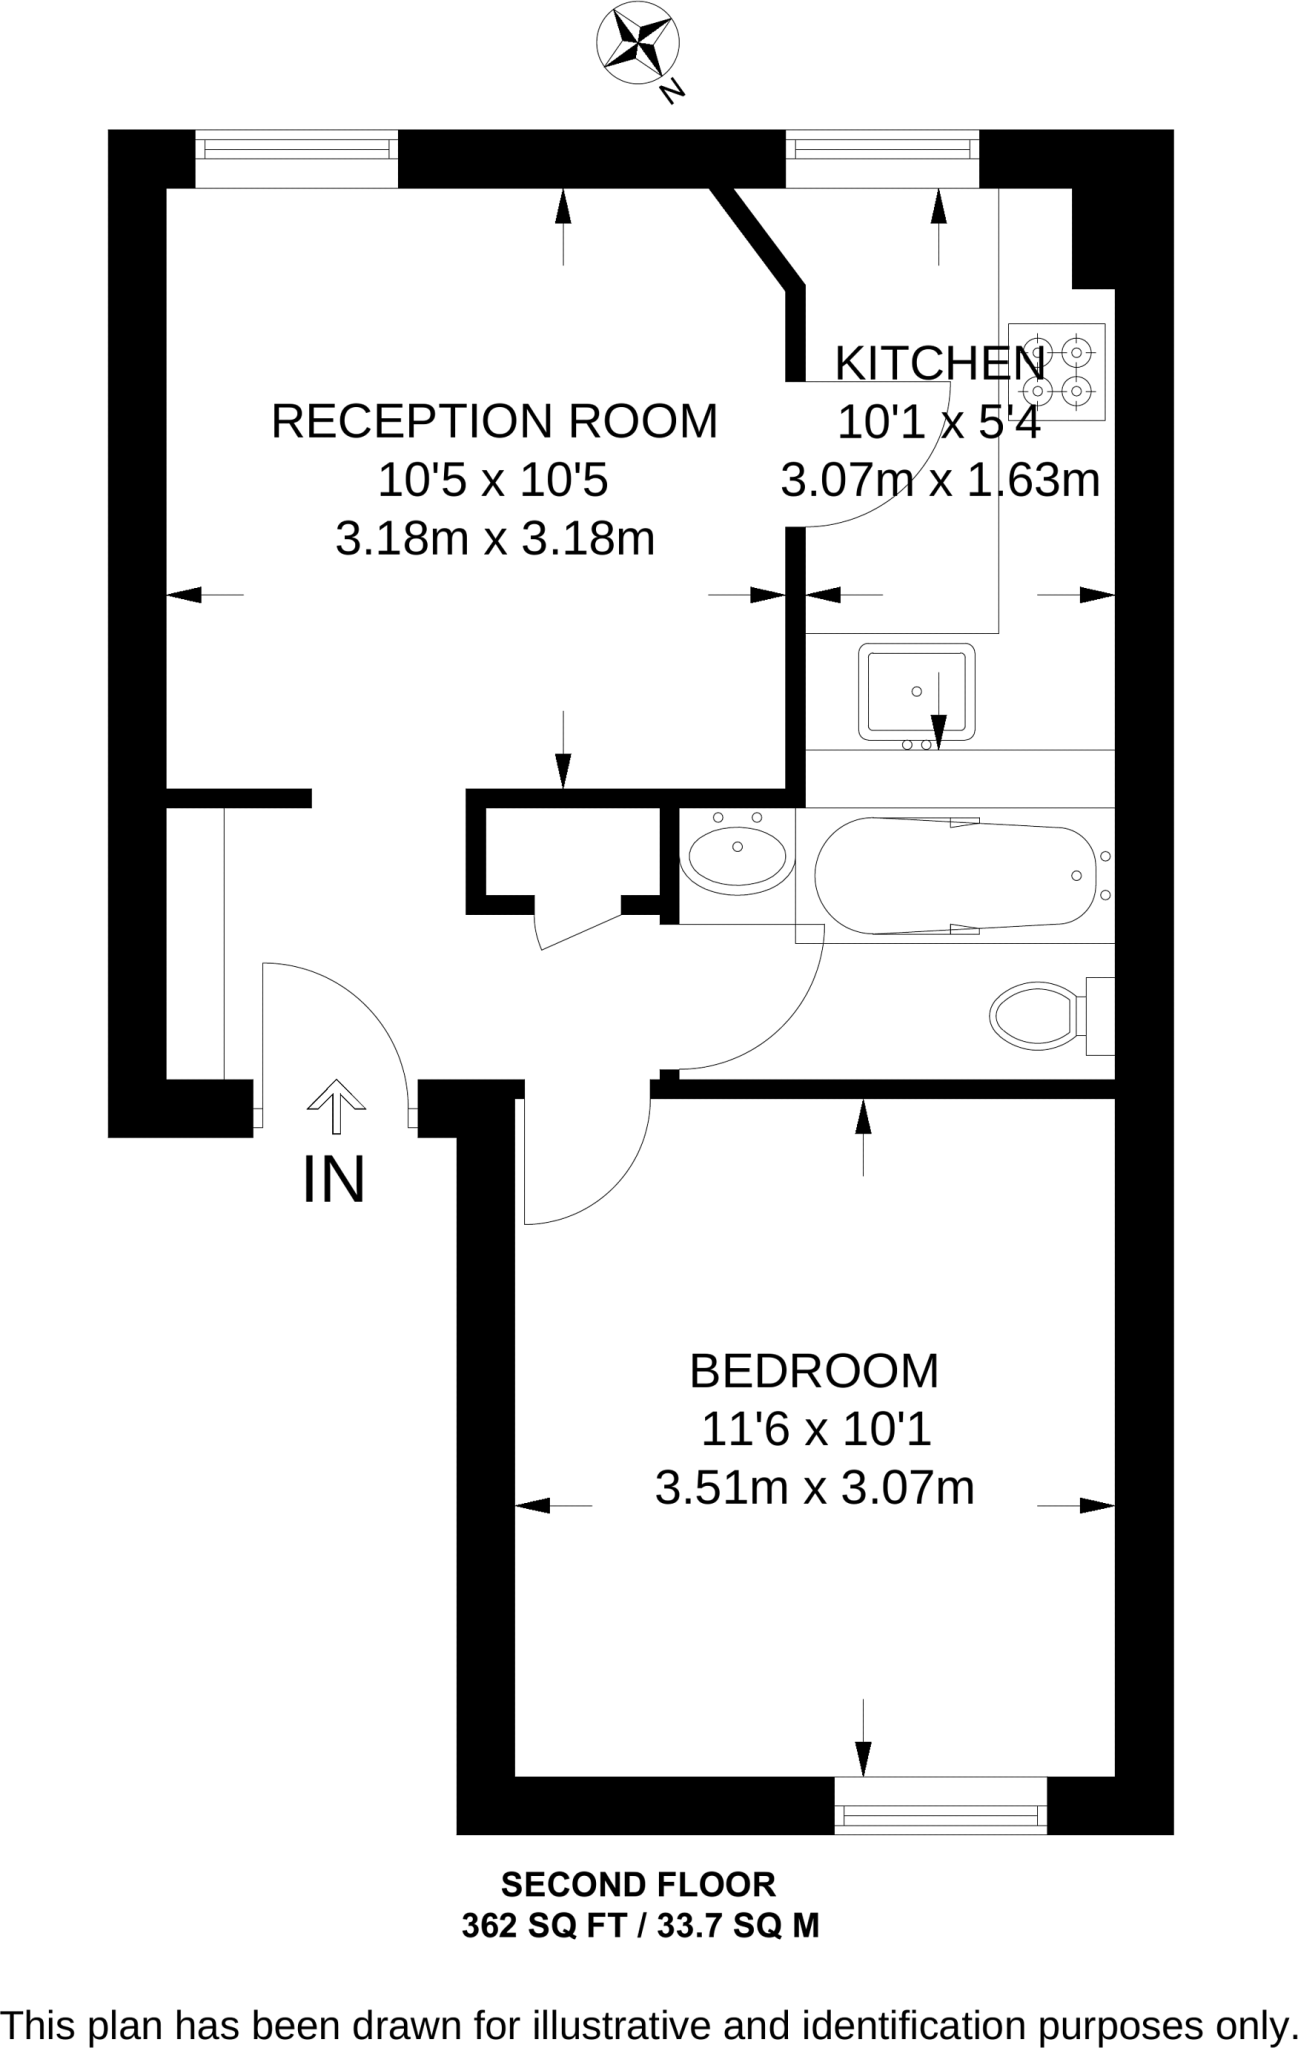 N
KITCHEN
10'1 x 5'4
3.07m x 1.63m
RECEPTION ROOM
10'5 x 10'5
3.18m x 3.18m
IN
BEDROOM
11'6 x 10'1
3.51m x 3.07m
SECOND FLOOR
362 SQ FT / 33.7 SQ M
This plan has been drawn for illustrative and identification purposes only.